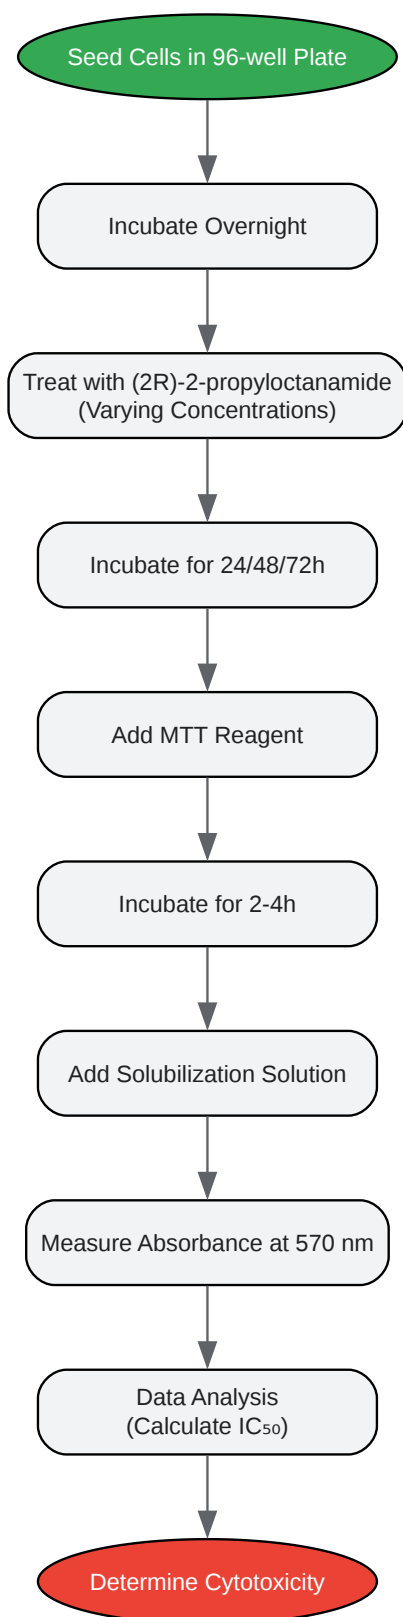 Seed Cells in 96-well Plate
Incubate Overnight
Treat with (2R)-2-propyloctanamide
(Varying Concentrations)
Incubate for 24/48/72h
Add MTT Reagent
Incubate for 2-4h
Add Solubilization Solution
Measure Absorbance at 570 nm
Data Analysis
(Calculate IC₅₀)
Determine Cytotoxicity